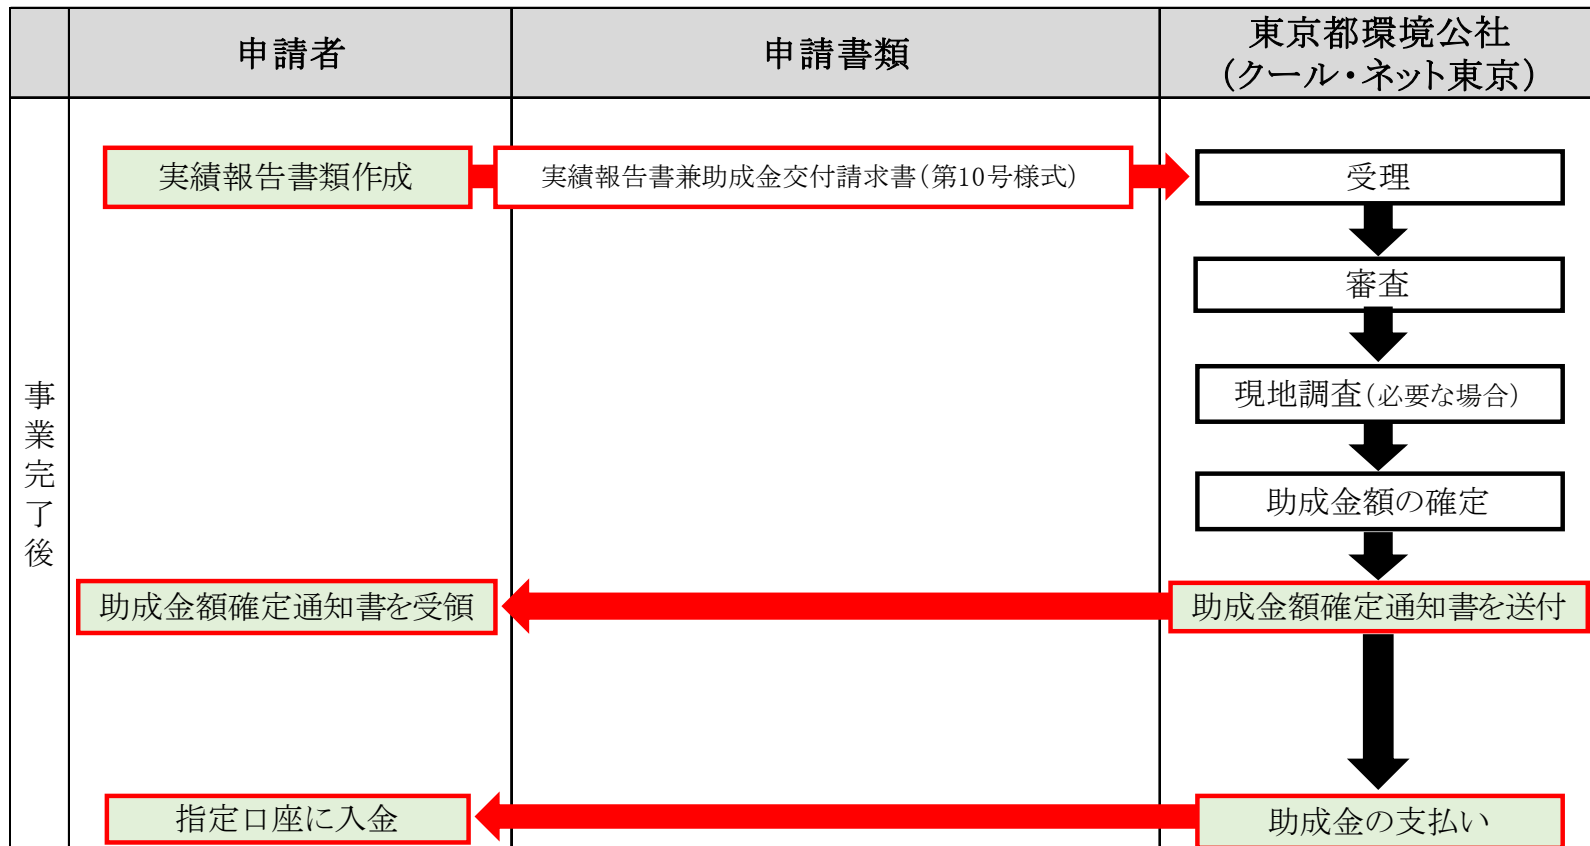 申請者
申請書類
東京都環境公社
(クール・ネット東京)
事業完了後
実績報告書類作成
実績報告書兼助成金交付請求書(第10号様式)
受理
審査
現地調査(必要な場合)
助成金額の確定
助成金額確定通知書を受領
助成金額確定通知書を送付
指定口座に入金
助成金の支払い